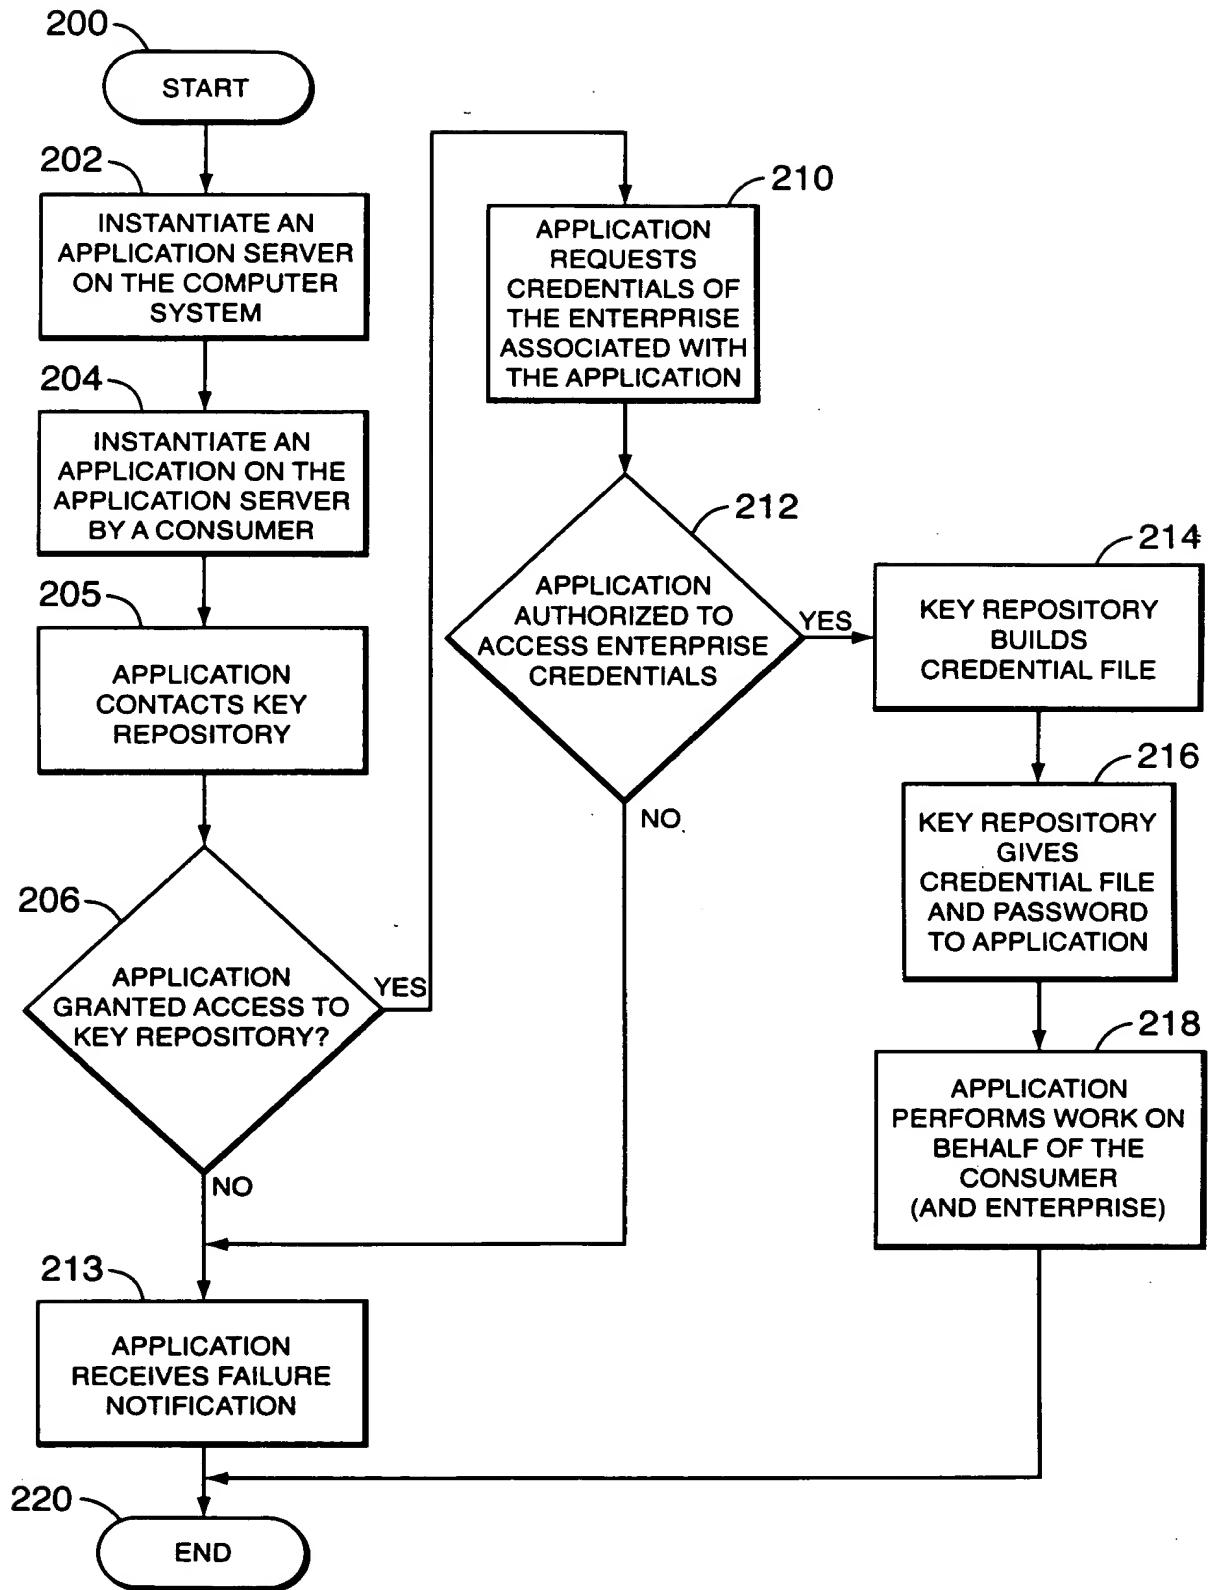 200
START
202
INSTANTIATE AN
APPLICATION SERVER
ON THE COMPUTER
SYSTEM
204
INSTANTIATE AN
APPLICATION ON THE
APPLICATION SERVER
BY A CONSUMER
205
APPLICATION
CONTACTS KEY
REPOSITORY
206
APPLICATION
GRANTED ACCESS TO
KEY REPOSITORY?
YES
NO
210
APPLICATION
REQUESTS
CREDENTIALS OF
THE ENTERPRISE
ASSOCIATED WITH
THE APPLICATION
212
APPLICATION
AUTHORIZED TO
ACCESS ENTERPRISE
CREDENTIALS
YES
NO
213
APPLICATION
RECEIVES FAILURE
NOTIFICATION
214
KEY REPOSITORY
BUILDS
CREDENTIAL FILE
216
KEY REPOSITORY
GIVES
CREDENTIAL FILE
AND PASSWORD
TO APPLICATION
218
APPLICATION
PERFORMS WORK ON
BEHALF OF THE
CONSUMER
(AND ENTERPRISE)
220
END